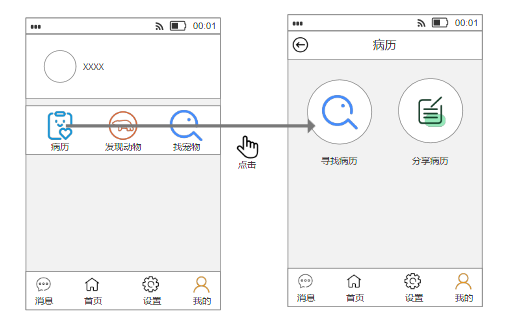 00:01
XXXX
病历
发现动物
找宠物
消息
首页
设置
我的
点击
00:01
病历
寻找病历
分享病历
消息
首页
设置
我的